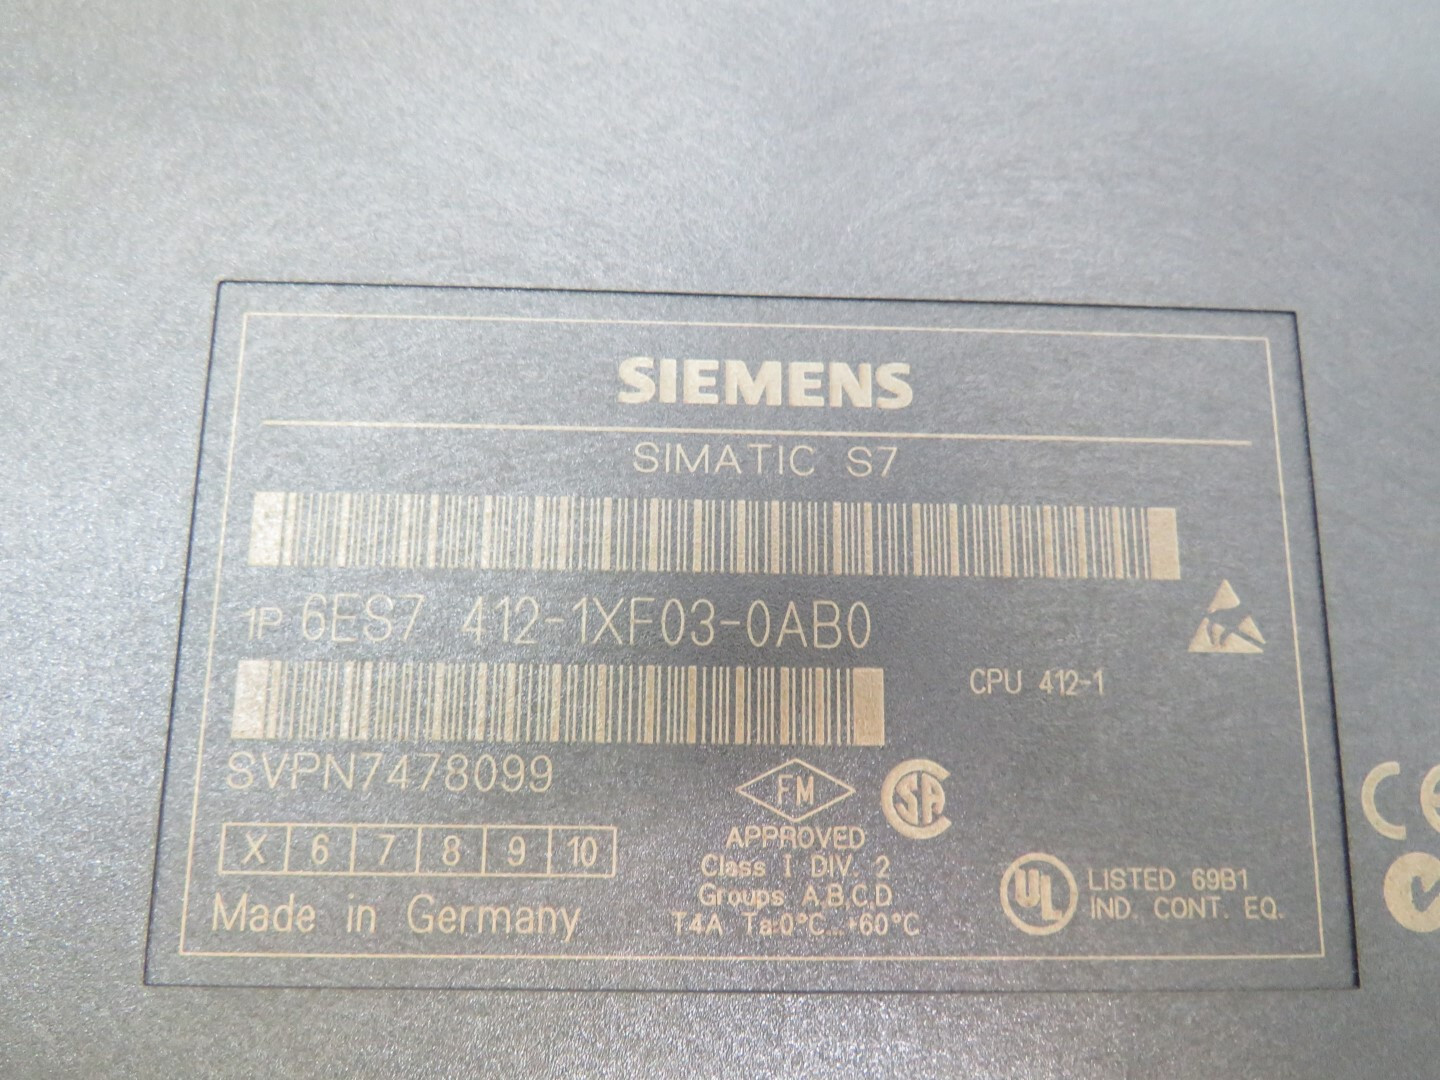 SIEMENS
SIMATIC S7
1P 6ES7 412-1XF03-0AB0
CPU 412-1
SVPN7478099
X 6 7 8 9 10
Made in Germany
FM
APPROVED
Class I DIV. 2
Groups A,B,C,D
T4A Ta:0°C...+60°C
SA
UL
LISTED 69B1
IND. CONT. EQ.
CE